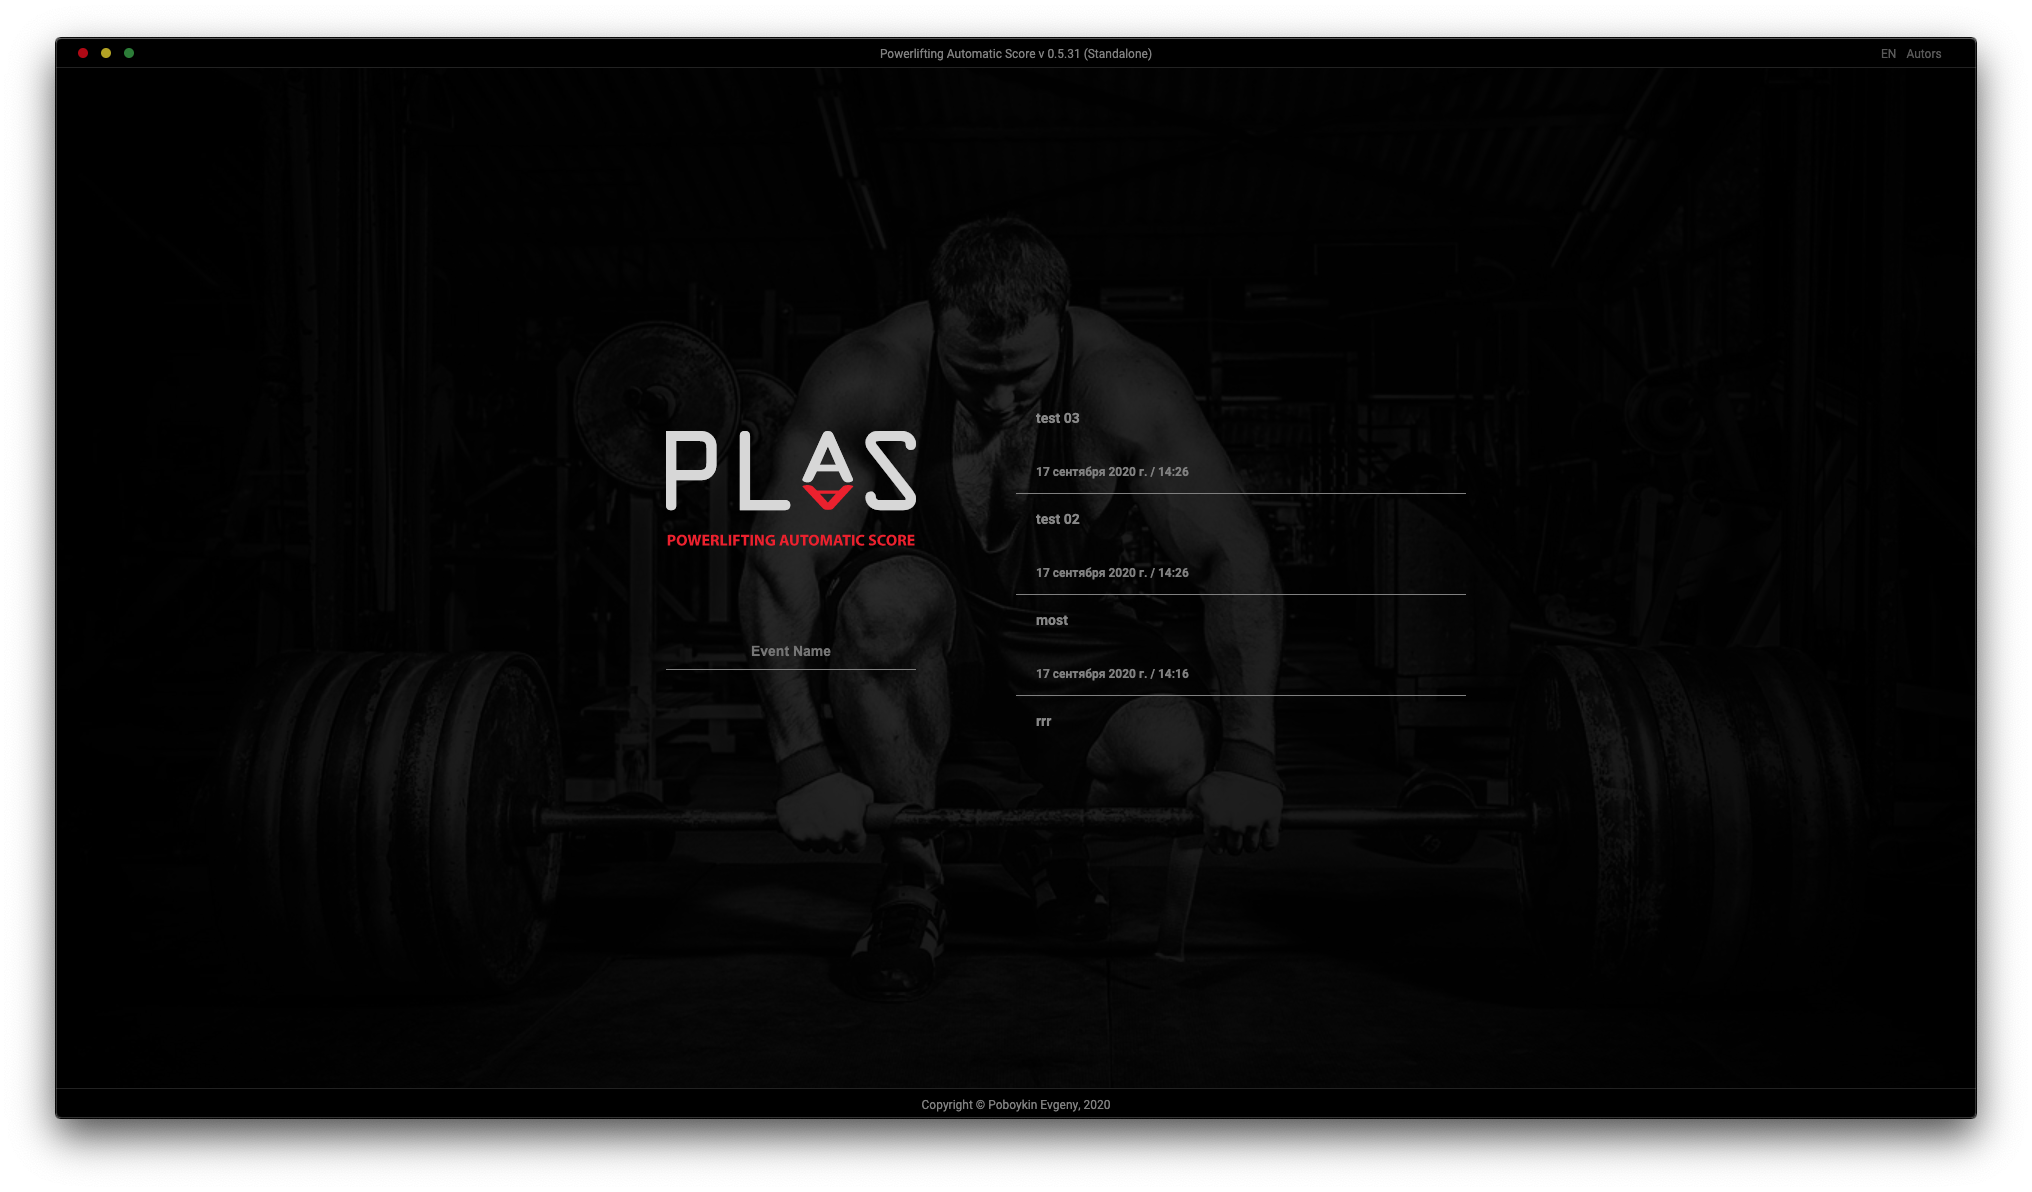 Powerlifting Automatic Score v 0.5.31 (Standalone)
EN Autors
PLAS
POWERLIFTING AUTOMATIC SCORE
Event Name
test 03
17 сентября 2020 г. / 14:26
test 02
17 сентября 2020 г. / 14:26
most
17 сентября 2020 г. / 14:16
rrr
Copyright © Poboykin Evgeny, 2020